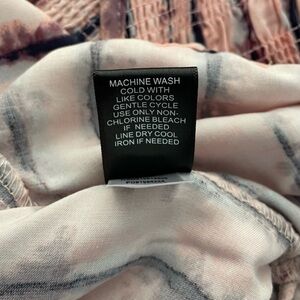 MACHINE WASH
COLD WITH
LIKE COLORS
GENTLE CYCLE
USE ONLY NON-
CHLORINE BLEACH
IF NEEDED
LINE DRY COOL
IRON IF NEEDED